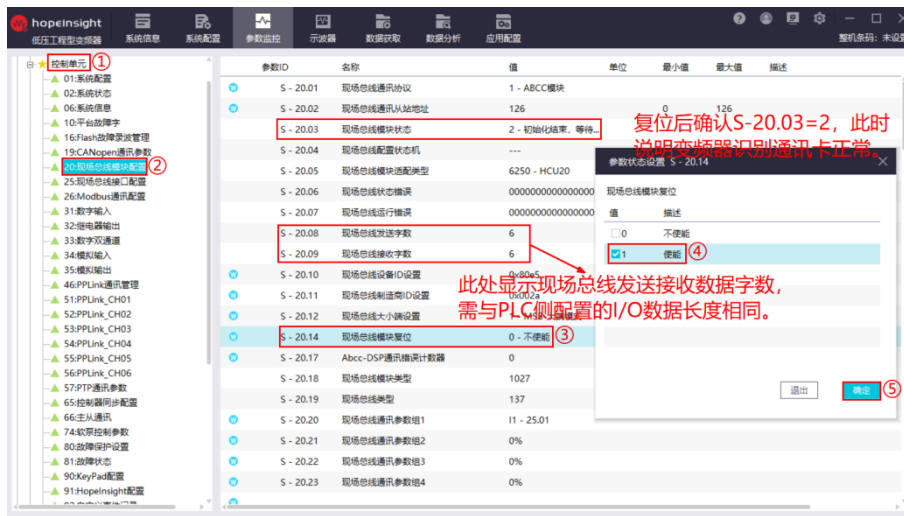 hopeInsight
低压工程型变频器
系统信息
系统配置
参数监控
示波器
数据获取
数据分析
应用配置
整机条码：未设
控制单元 ①
01:系统配置
02:系统状态
06:系统信息
10:平台故障字
16:Flash故障录波管理
19:CANopen通讯参数
20:现场总线模块配置 ②
25:现场总线接口配置
26:Modbus通讯配置
31:数字输入
32:继电器输出
33:数字双通道
34:模拟输入
35:模拟输出
46:PPLink通讯管理
51:PPLink_CH01
52:PPLink_CH02
53:PPLink_CH03
54:PPLink_CH04
55:PPLink_CH05
56:PPLink_CH06
57:PTP通讯参数
65:控制器同步配置
66:主从通讯
74:软泵控制参数
80:故障保护设置
81:故障状态
90:KeyPad配置
91:HopeInsight配置
参数ID 名称 值 单位 最小值 最大值 描述
S - 20.01 现场总线通讯协议 1 - ABCC模块
S - 20.02 现场总线通讯从站地址 126 0 126
S - 20.03 现场总线模块状态 2 - 初始化结束，等待...
S - 20.04 现场总线配置状态机 ---
S - 20.05 现场总线模块适配类型 6250 - HCU20
S - 20.06 现场总线状态错误 0000000000000000
S - 20.07 现场总线运行错误 0000000000000000
S - 20.08 现场总线发送字数 6
S - 20.09 现场总线接收字数 6
S - 20.10 现场总线设备ID设置 0x80e5
S - 20.11 现场总线制造商ID设置 0x002a
S - 20.12 现场总线大小端设置
S - 20.14 现场总线模块复位 0 - 不使能 ③
S - 20.17 Abcc-DSP通讯错误计数器 0
S - 20.18 现场总线模块类型 1027
S - 20.19 现场总线类型 137
S - 20.20 现场总线通讯参数组1 I1 - 25.01
S - 20.21 现场总线通讯参数组2 0%
S - 20.22 现场总线通讯参数组3 0%
S - 20.23 现场总线通讯参数组4 0%
复位后确认S-20.03=2，此时
说明变频器识别通讯卡正常。
参数状态设置 S - 20.14
现场总线模块复位
值 描述
0 不使能
1 使能 ④
此处显示现场总线发送接收数据字数，
需与PLC侧配置的I/O数据长度相同。
退出
确定 ⑤